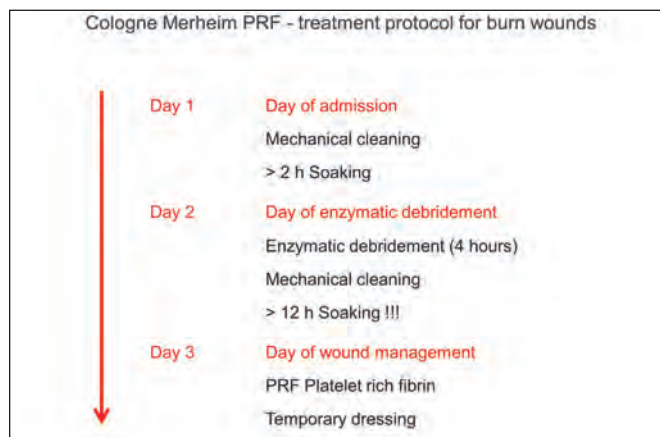 Cologne Merheim PRF - treatment protocol for burn wounds
Day 1 Day of admission
Mechanical cleaning
> 2 h Soaking
Day 2 Day of enzymatic debridement
Enzymatic debridement (4 hours)
Mechanical cleaning
> 12 h Soaking !!!
Day 3 Day of wound management
PRF Platelet rich fibrin
Temporary dressing